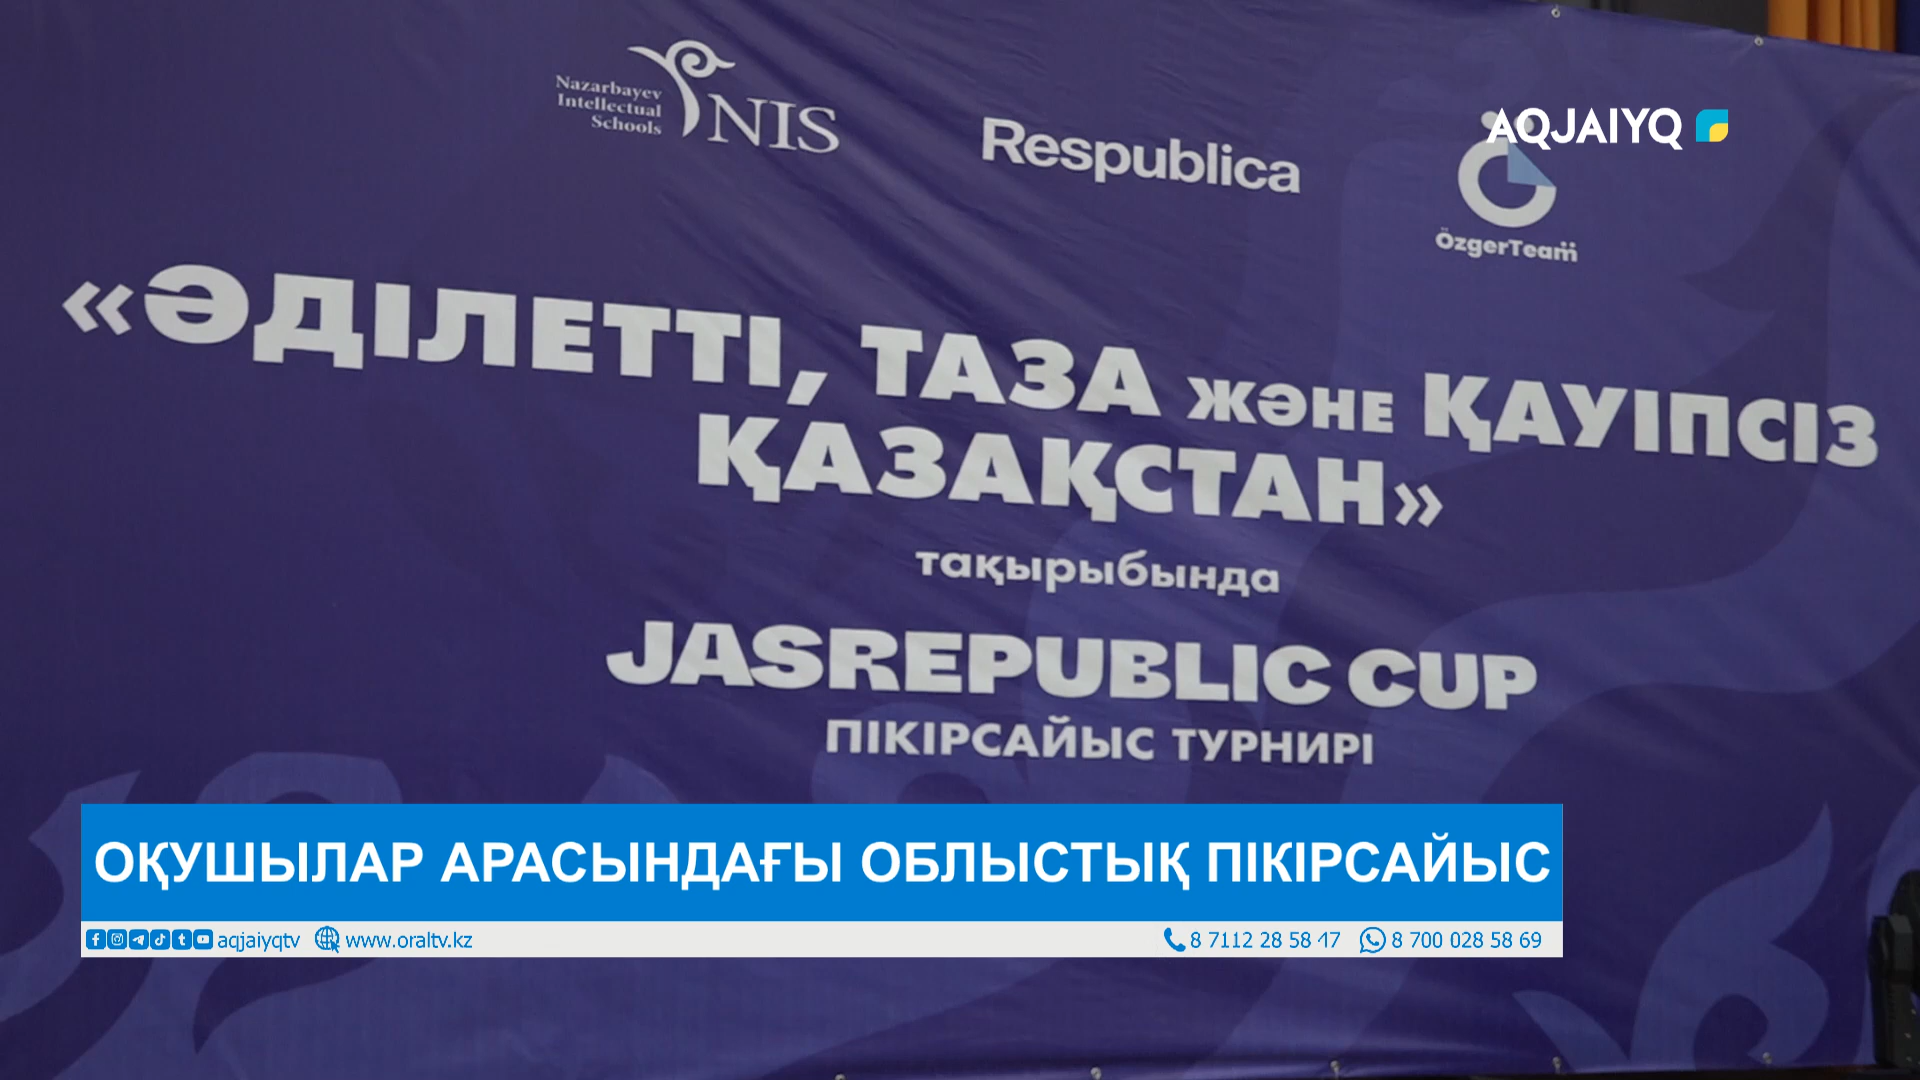 Nazarbayev
Intellectual
Schools
NIS
Respublica
AQJAIYQ
ÖzgerTeam̈
«ӘДІЛЕТТІ, ТАЗА ЖӘНЕ ҚАУІПСІЗ
ҚАЗАҚСТАН»
тақырыбында
JASREPUBLIC CUP
ПІКІРСАЙЫС ТУРНИРІ
ОҚУШЫЛАР АРАСЫНДАҒЫ ОБЛЫСТЫҚ ПІКІРСАЙЫС
aqjaiyqtv www.oraltv.kz 8 7112 28 58 47 8 700 028 58 69